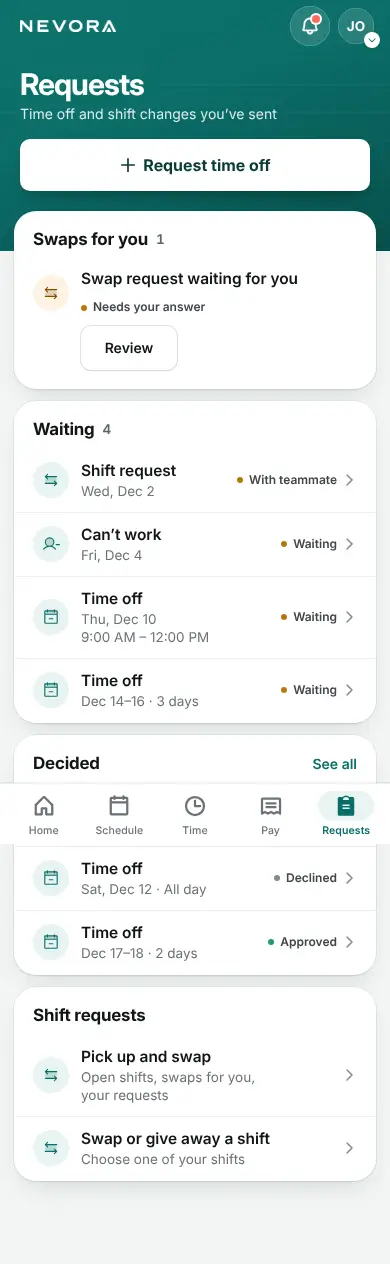 NEVORA
JO
Requests
Time off and shift changes you've sent
+ Request time off
Swaps for you 1
Swap request waiting for you
Needs your answer
Review
Waiting 4
Shift request
Wed, Dec 2
With teammate
Can't work
Fri, Dec 4
Waiting
Time off
Thu, Dec 10
9:00 AM – 12:00 PM
Waiting
Time off
Dec 14–16 · 3 days
Waiting
Decided
See all
Home
Schedule
Time
Pay
Requests
Time off
Sat, Dec 12 · All day
Declined
Time off
Dec 17–18 · 2 days
Approved
Shift requests
Pick up and swap
Open shifts, swaps for you,
your requests
Swap or give away a shift
Choose one of your shifts